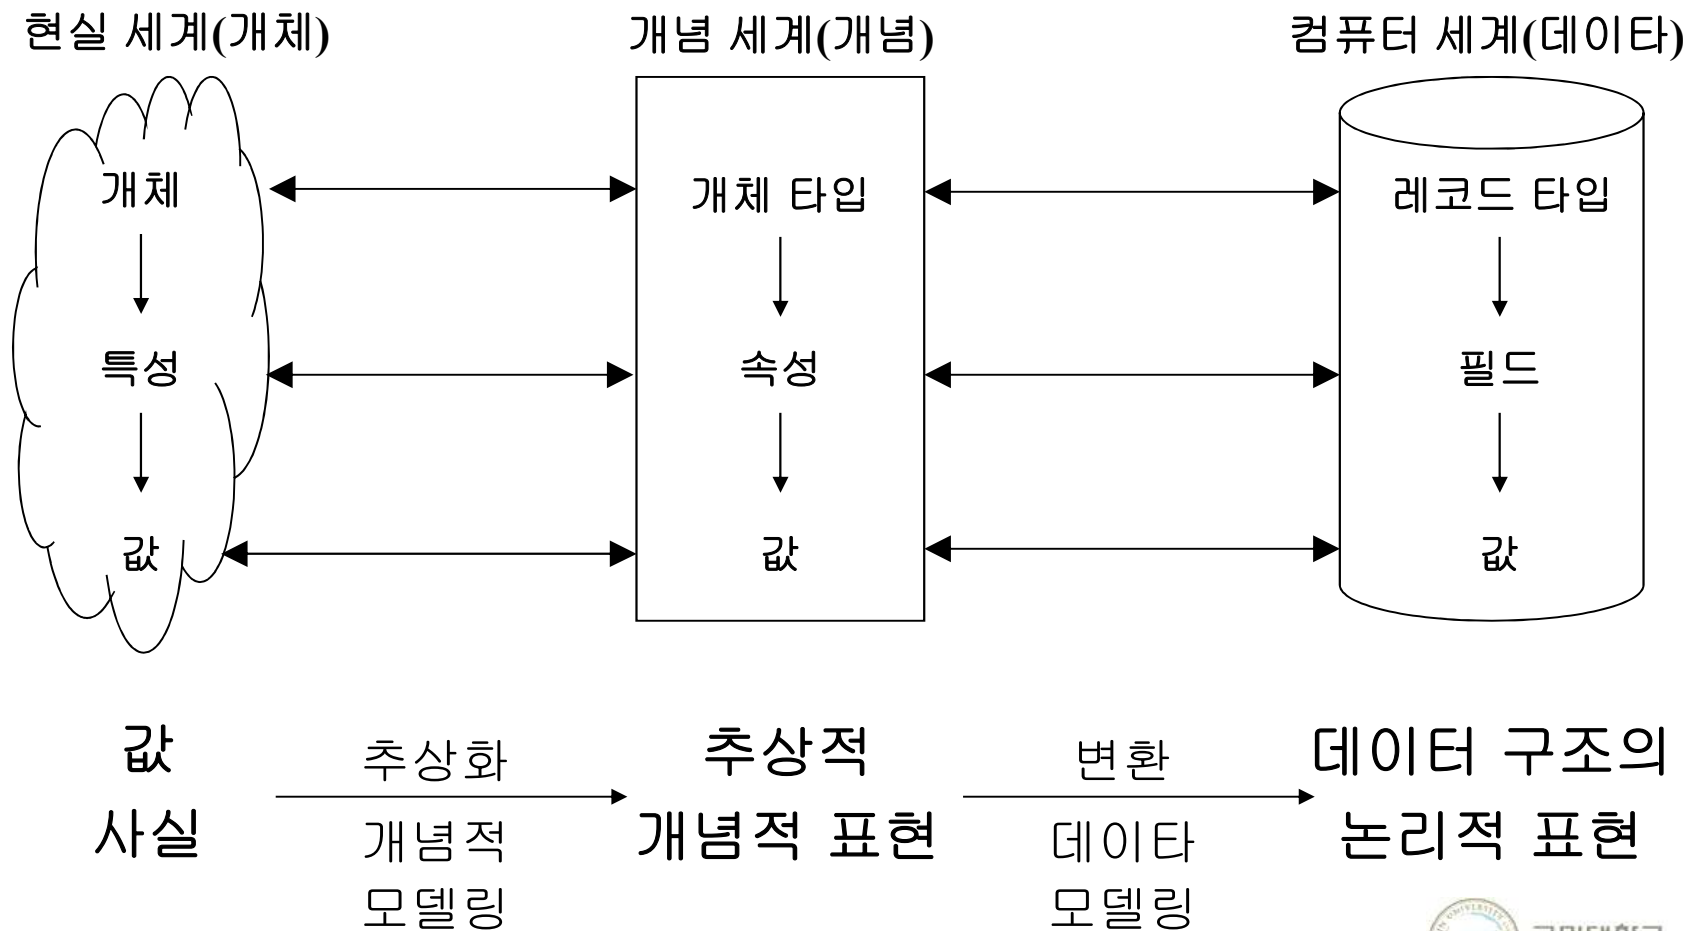 현실 세계(개체)
개념 세계(개념)
컴퓨터 세계(데이타)
개체
개체 타입
레코드 타입
특성
속성
필드
값
값
값
값
사실
추상화
개념적
모델링
추상적
개념적 표현
변환
데이타
모델링
데이터 구조의
논리적 표현